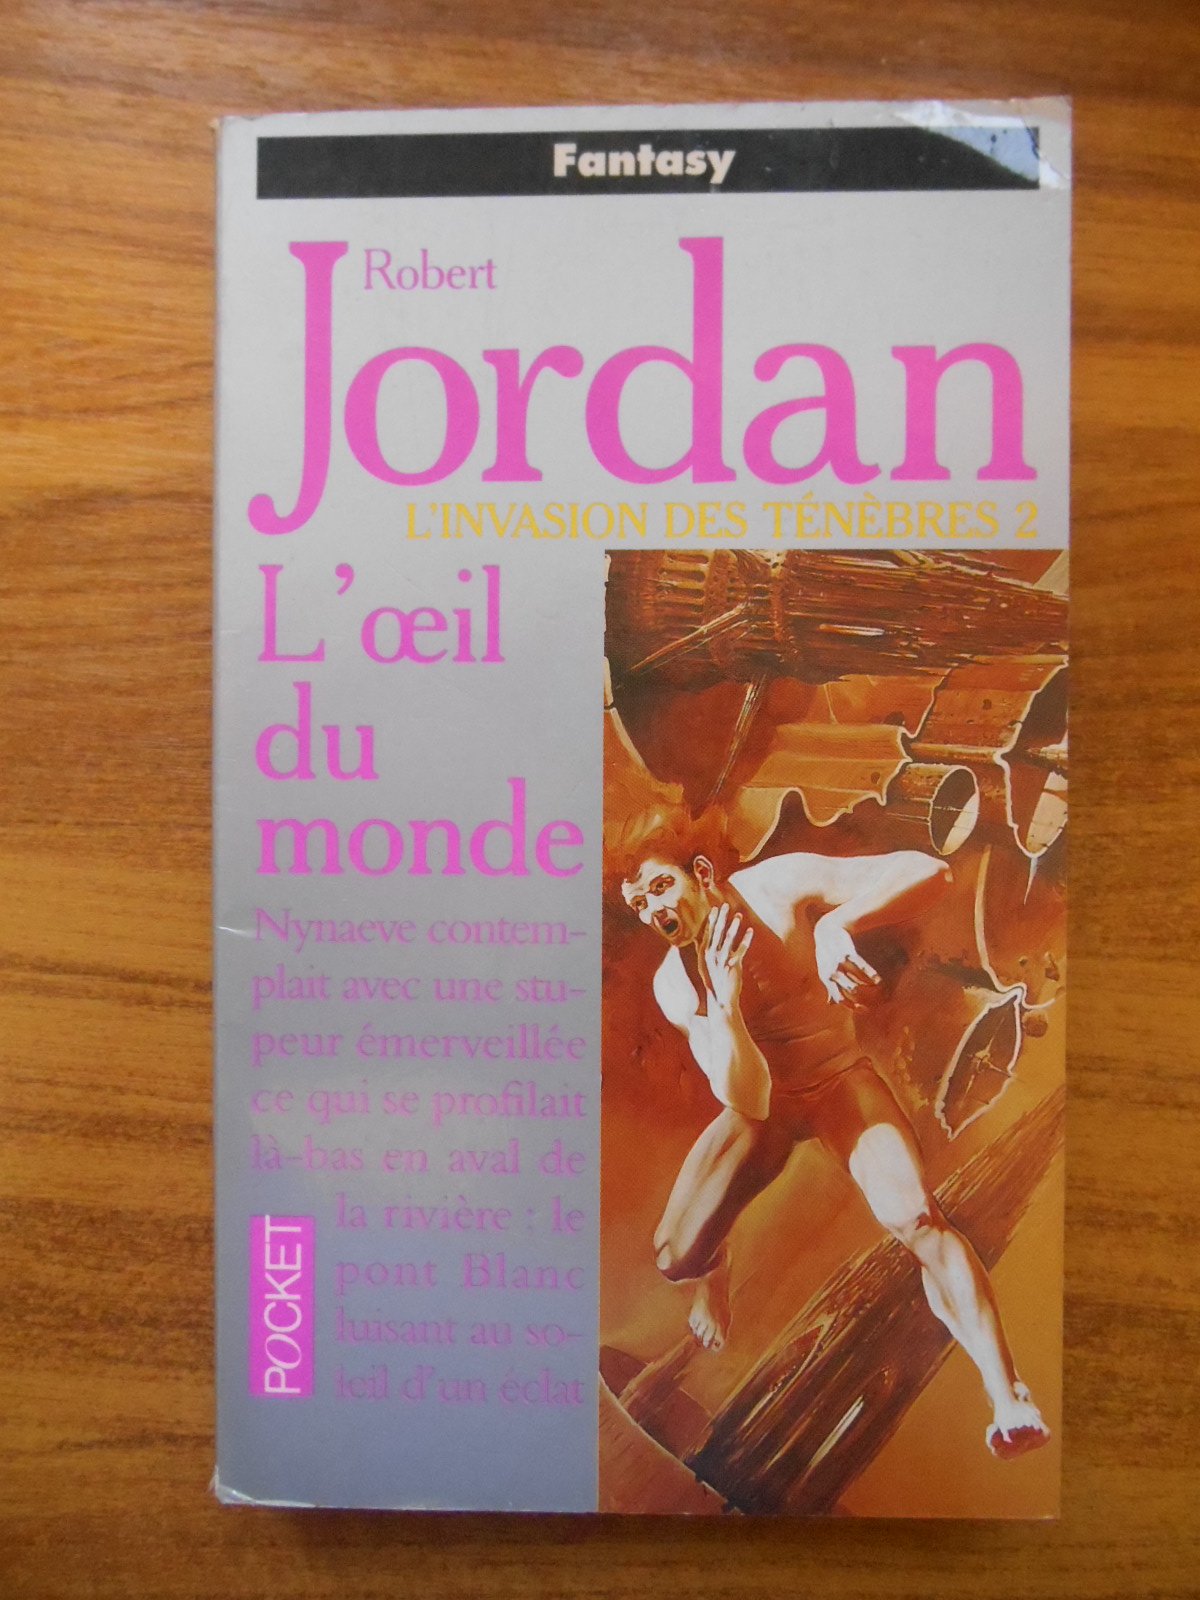 Fantasy
Robert
Jordan
L'INVASION DES TÉNÈBRES 2
L'œil
du
monde
Nynaeve contem-
plait avec une stu-
peur émerveillée
ce qui se profilait
là-bas en aval de
la rivière : le
pont Blanc
luisant au so-
leil d'un éclat
POCKET